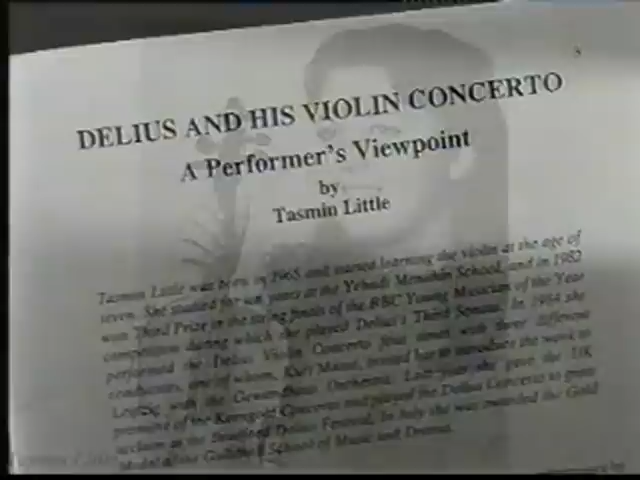 DELIUS AND HIS VIOLIN CONCERTO
A Performer's Viewpoint
by
Tasmin Little
Tasmin Little was born in 1965 and started learning the violin at the age of
seven. She studied for ten years at the Yehudi Menuhin School, and in 1982
won Third Prize in the string finals of the BBC Young Musician of the Year
competition during which she played Delius's Third Sonata. In 1984 she
performed the Delius Violin Concerto four times with three different
conductors, one of whom, Kurt Masur, invited her to introduce the work to
Leipzig with the Gewandhaus Orchestra. Last year she gave the UK
premiere of the Korngold Concerto and played the Delius Concerto to great
acclaim at the Bradford Delius Festival. In July she was awarded the Gold
Medal of the Guildhall School of Music and Drama.